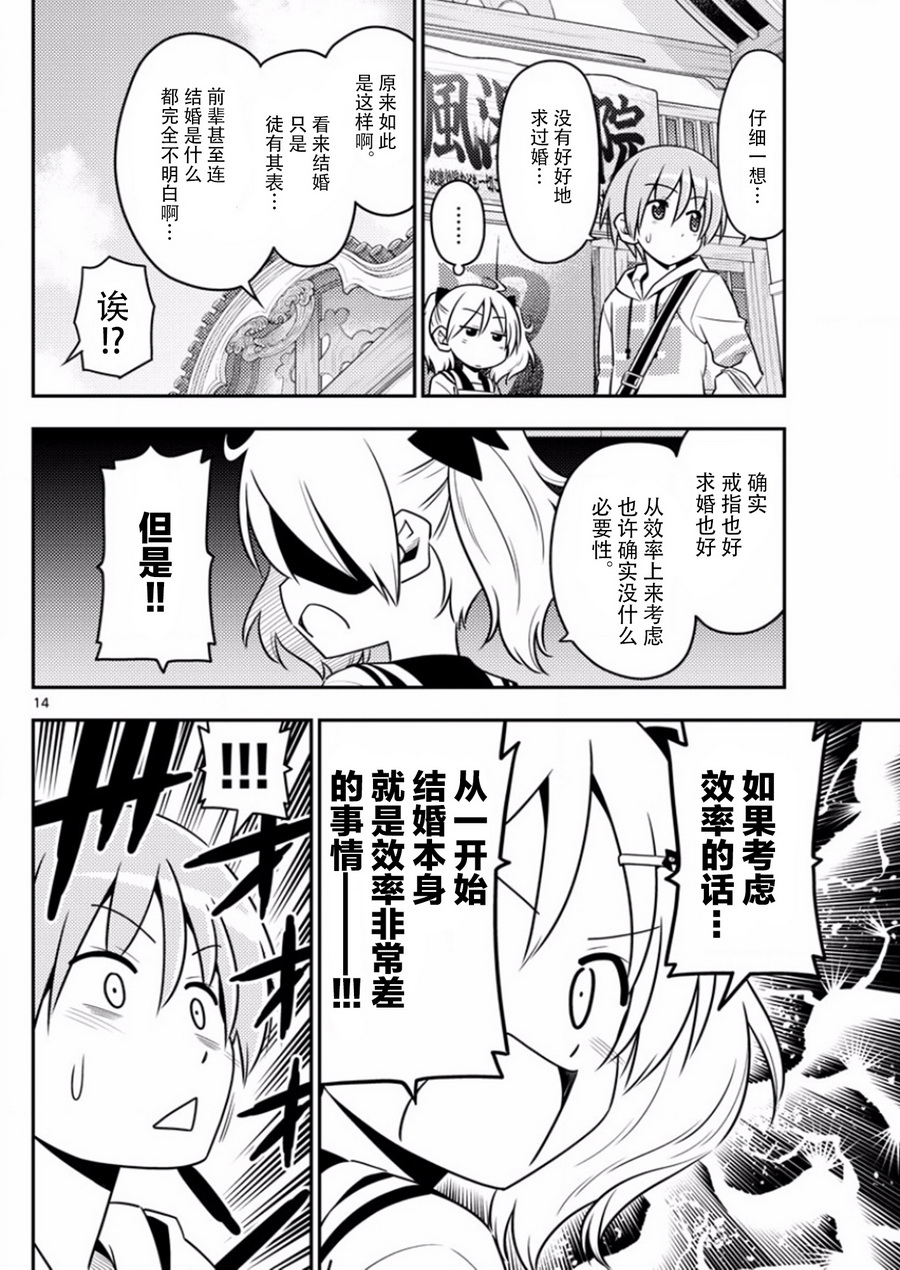 仔细一想…
没有好好地
求过婚…
風
院
……
原来如此
是这样啊。
看来结婚
只是
徒有其表…
前辈甚至连
结婚是什么
都完全不明白啊…
诶!?
确实
戒指也好
求婚也好
从效率上来考虑
也许确实没什么
必要性。
但是!!
14
如果考虑
效率的话…
从一开始
结婚本身
就是效率非常差
的事情——!!!
!!!